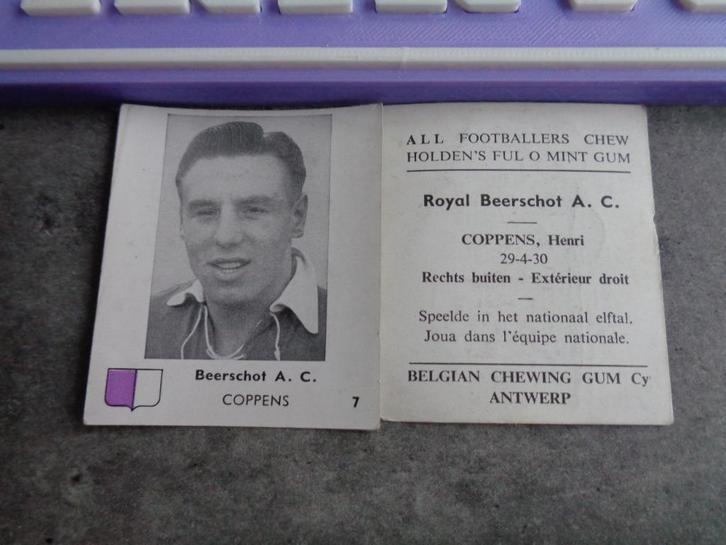 Beerschot A. C.
COPPENS
7
ALL FOOTBALLERS CHEW
HOLDEN'S FUL O MINT GUM
Royal Beerschot A. C.
COPPENS, Henri
29-4-30
Rechts buiten - Extérieur droit
Speelde in het nationaal elftal.
Joua dans l'équipe nationale.
BELGIAN CHEWING GUM Cy
ANTWERP